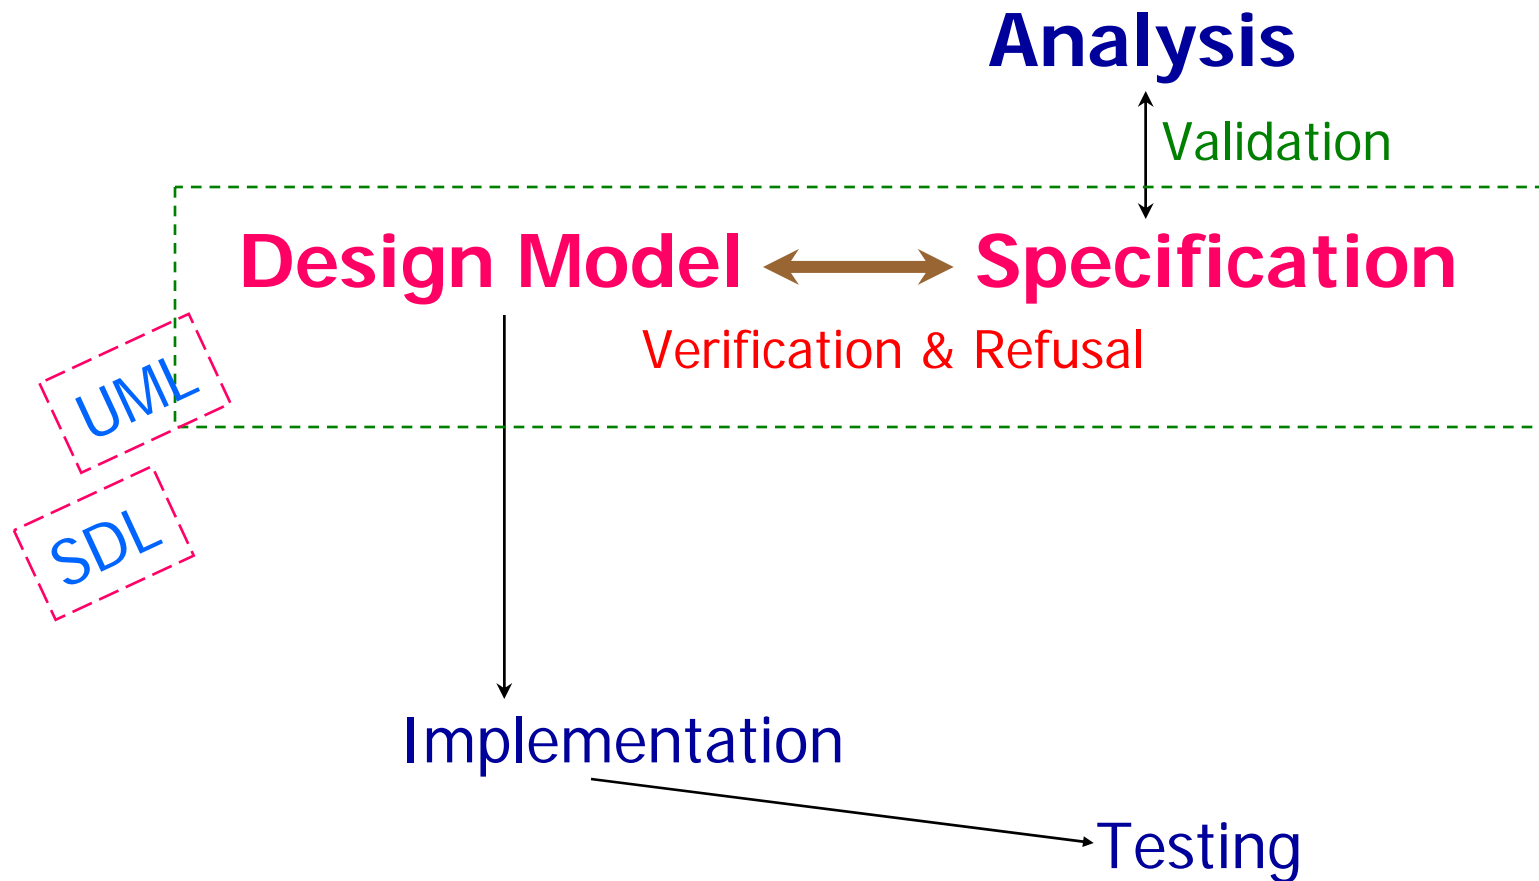 Analysis
Validation
Design Model
Specification
Verification & Refusal
UML
SDL
Implementation
Testing